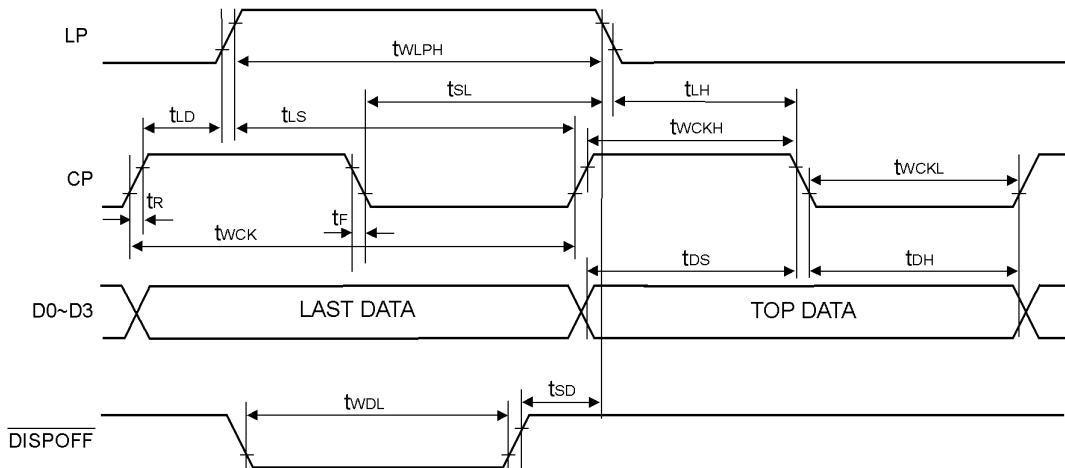 LP
tWLPH
tSL
tLH
tLD
tLS
tWCKH
CP
tWCKL
tR
tF
tWCK
tDS
tDH
D0~D3
LAST DATA
TOP DATA
tSD
tWDL
DISPOFF